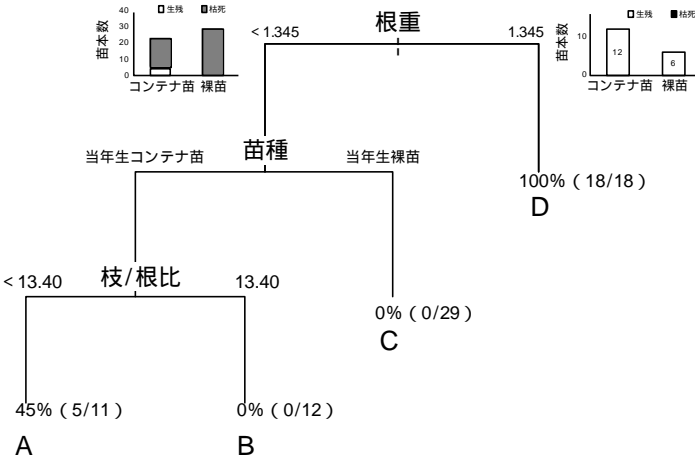 40
30
20
10
0
苗本数
生残 枯死
コンテナ苗 裸苗
根重
< 1.345
1.345
10
0
苗本数
生残 枯死
12
6
コンテナ苗 裸苗
苗種
当年生コンテナ苗
当年生裸苗
100% ( 18/18 )
D
枝/根比
< 13.40
13.40
0% ( 0/29 )
C
45% ( 5/11 )
0% ( 0/12 )
A
B